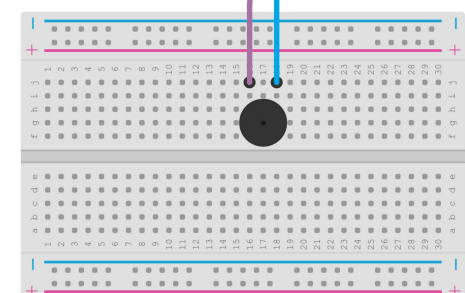 − −
+ +
1 2 3 4 5 6 7 8 9 10 11 12 13 14 15 17 19 20 21 22 23 24 25 26 27 28 29 30
j j
i i
h h
g g
f f
e e
d d
c c
b b
a a
1 2 3 4 5 6 7 8 9 10 11 12 13 14 15 16 17 18 19 20 21 22 23 24 25 26 27 28 29 30
− −
+ +